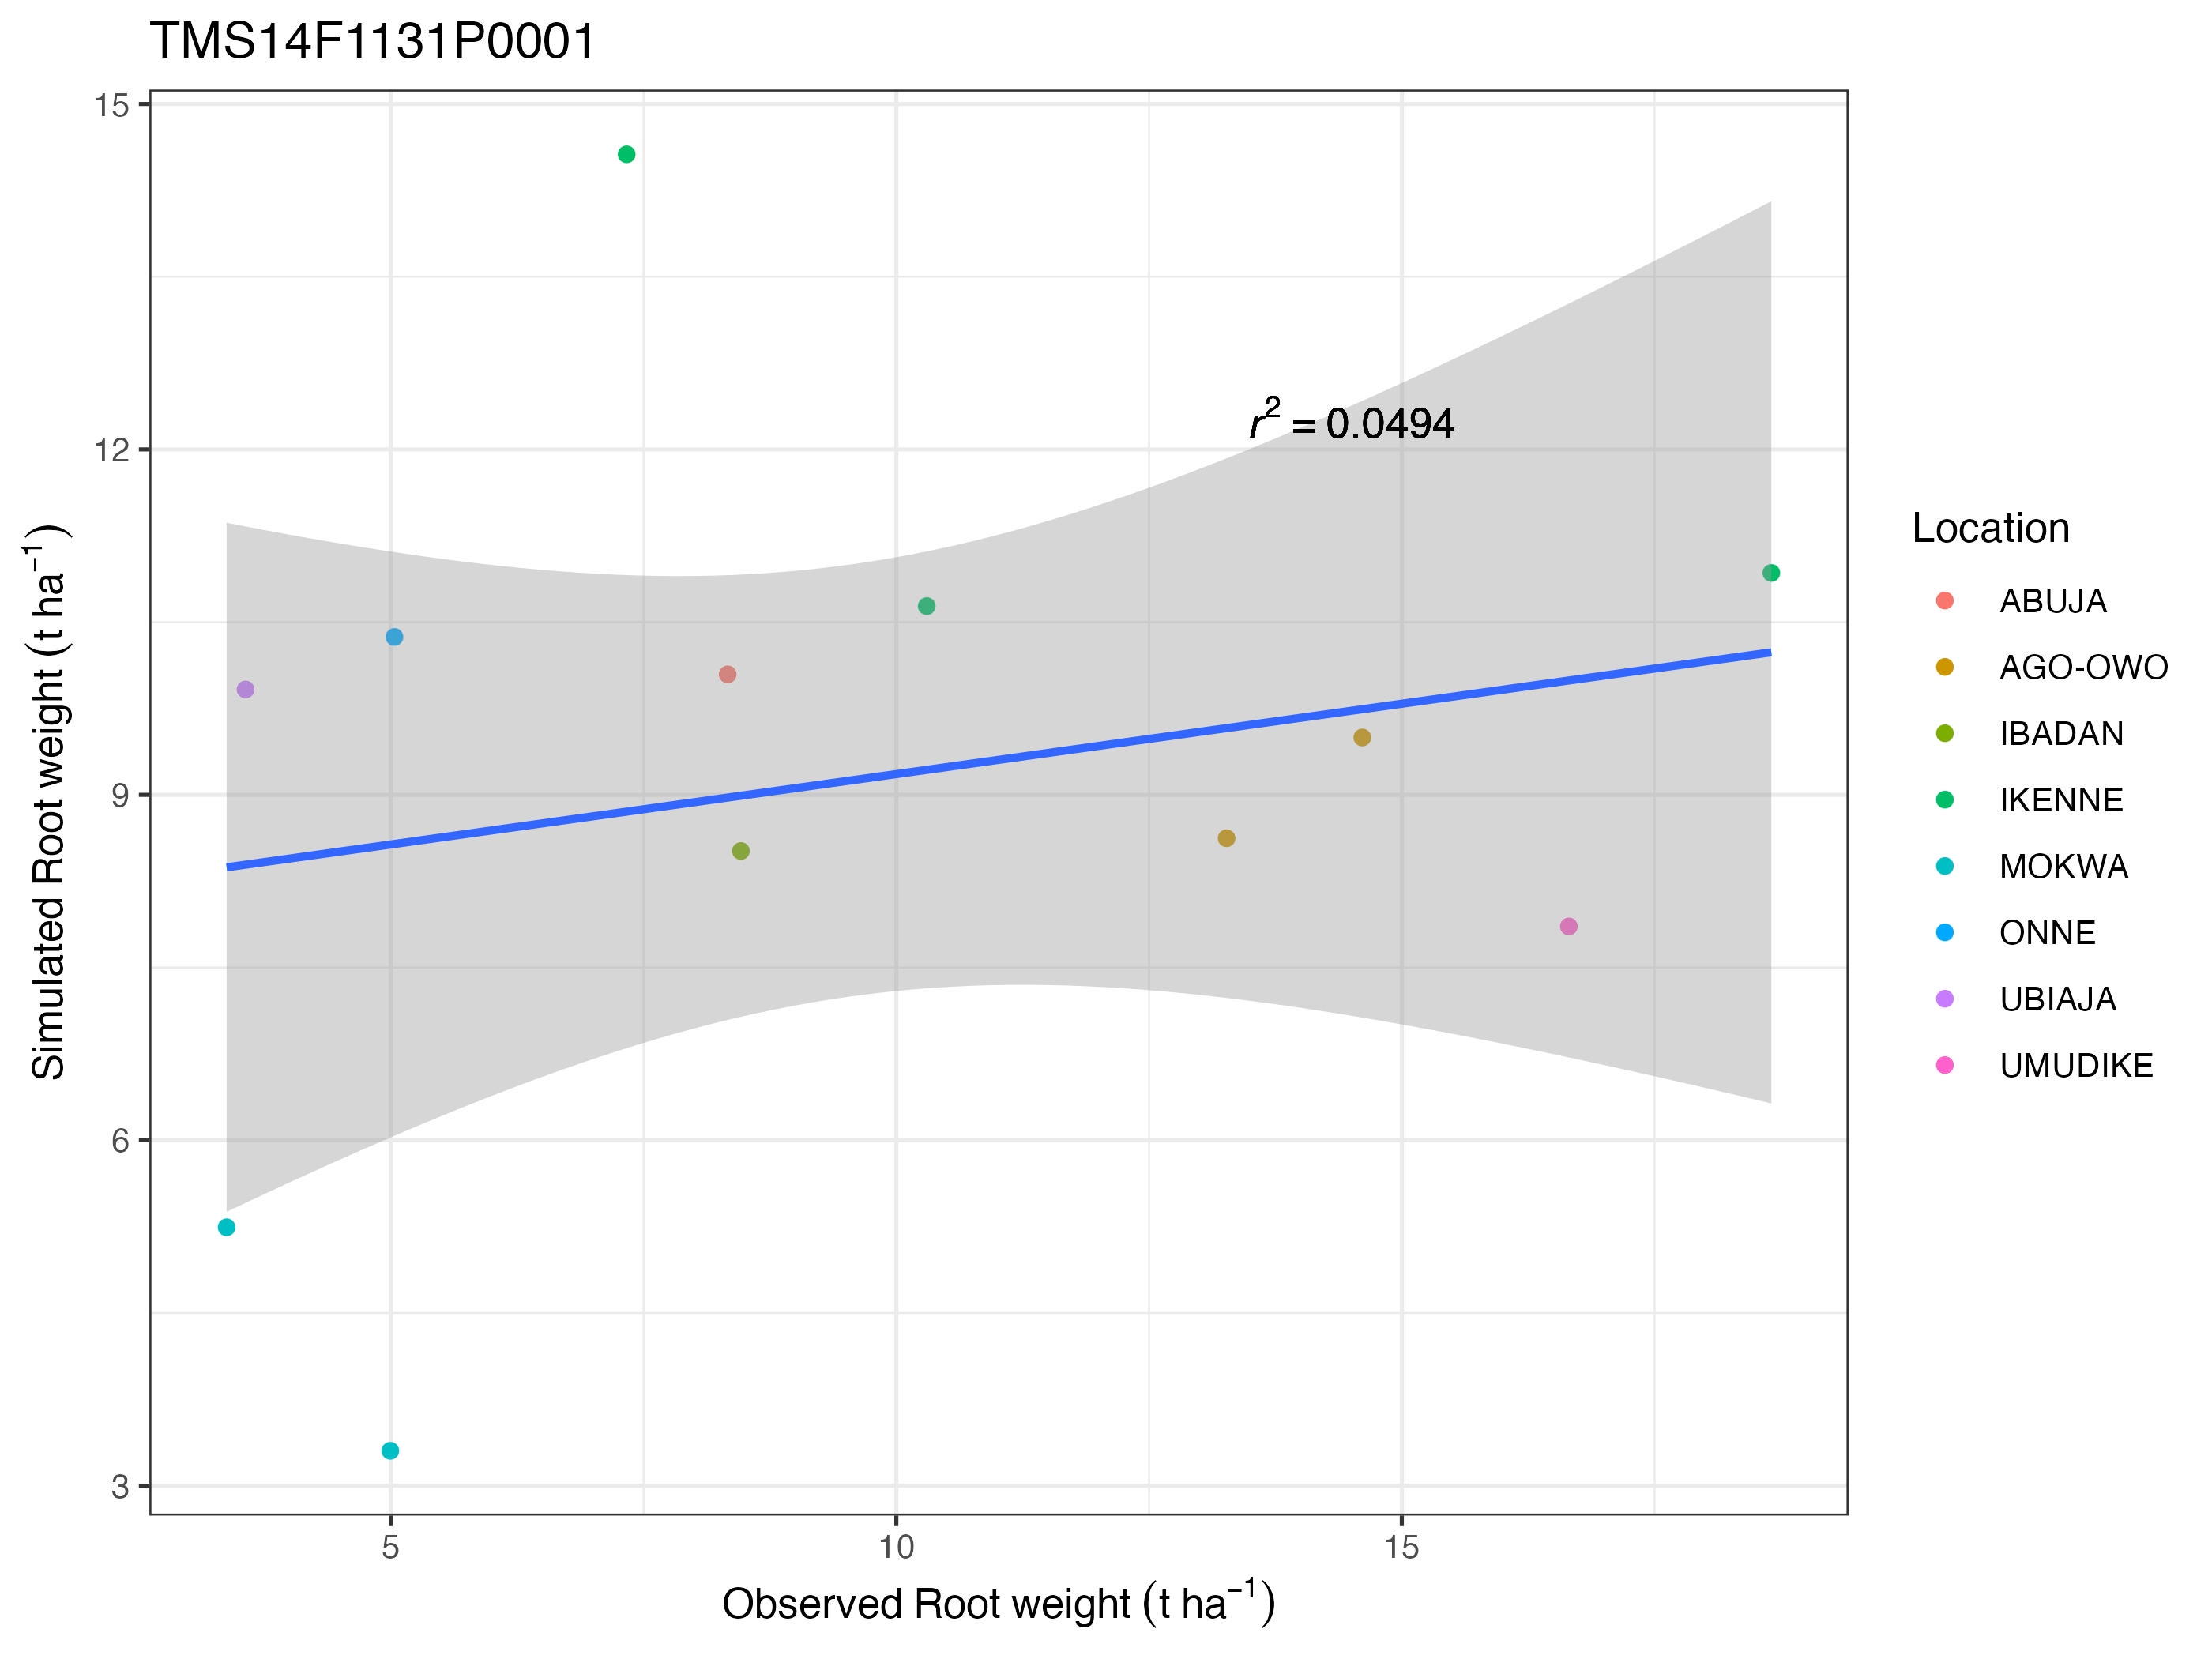 TMS14F1131P0001
15
12
9
6
3
Simulated Root weight (t ha⁻¹)
r² = 0.0494
5 10 15
Observed Root weight (t ha⁻¹)
Location
ABUJA
AGO-OWO
IBADAN
IKENNE
MOKWA
ONNE
UBIAJA
UMUDIKE